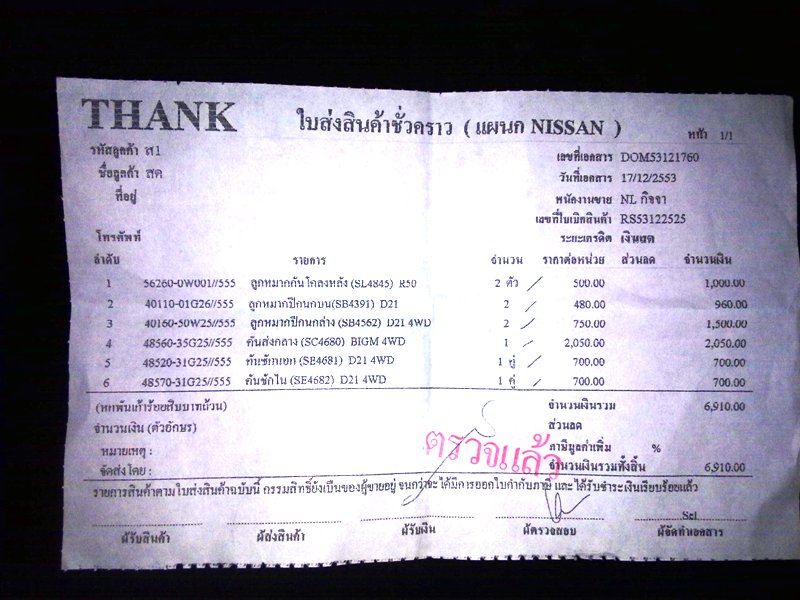 THANK
ใบส่งสินค้าชั่วคราว ( แผนก NISSAN )
หน้า 1/1
รหัสลูกค้า ส1
ชื่อลูกค้า สด
ที่อยู่
โทรศัพท์
เลขที่เอกสาร DOM53121760
วันที่เอกสาร 17/12/2553
พนักงานขาย NL กิจจา
เลขที่ใบเบิกสินค้า RS53122525
ระยะเครดิต เงินสด
ลำดับ รายการ จำนวน ราคาต่อหน่วย ส่วนลด จำนวนเงิน
1 56260-0W001//555 ลูกหมากกันโคลงหลัง (SL4845) R50 2 ตัว 500.00 1,000.00
2 40110-01G26//555 ลูกหมากปีกนกบน(SB4391) D21 2 480.00 960.00
3 40160-50W25//555 ลูกหมากปีกนกล่าง (SB4562) D21 4WD 2 750.00 1,500.00
4 48560-35G25//555 คันส่งกลาง (SC4680) BIGM 4WD 1 2,050.00 2,050.00
5 48520-31G25//555 คันชักนอก (SE4681) D21 4WD 1 คู่ 700.00 700.00
6 48570-31G25//555 คันชักใน (SE4682) D21 4WD 1 คู่ 700.00 700.00
(หกพันเก้าร้อยสิบบาทถ้วน) จำนวนเงินรวม 6,910.00
จำนวนเงิน (ตัวอักษร) ส่วนลด
หมายเหตุ : ภาษีมูลค่าเพิ่ม %
จัดส่งโดย : จำนวนเงินรวมทั้งสิ้น 6,910.00
ตรวจแล้ว
รายการสินค้าตามใบส่งสินค้าฉบับนี้ กรรมสิทธิ์ยังเป็นของผู้ขายอยู่ จนกว่าจะได้มีการออกใบกำกับภาษี และได้รับชำระเงินเรียบร้อยแล้ว
Sel
ผู้รับสินค้า ผู้ส่งสินค้า ผู้รับเงิน ผู้ตรวจสอบ ผู้จัดทำเอกสาร